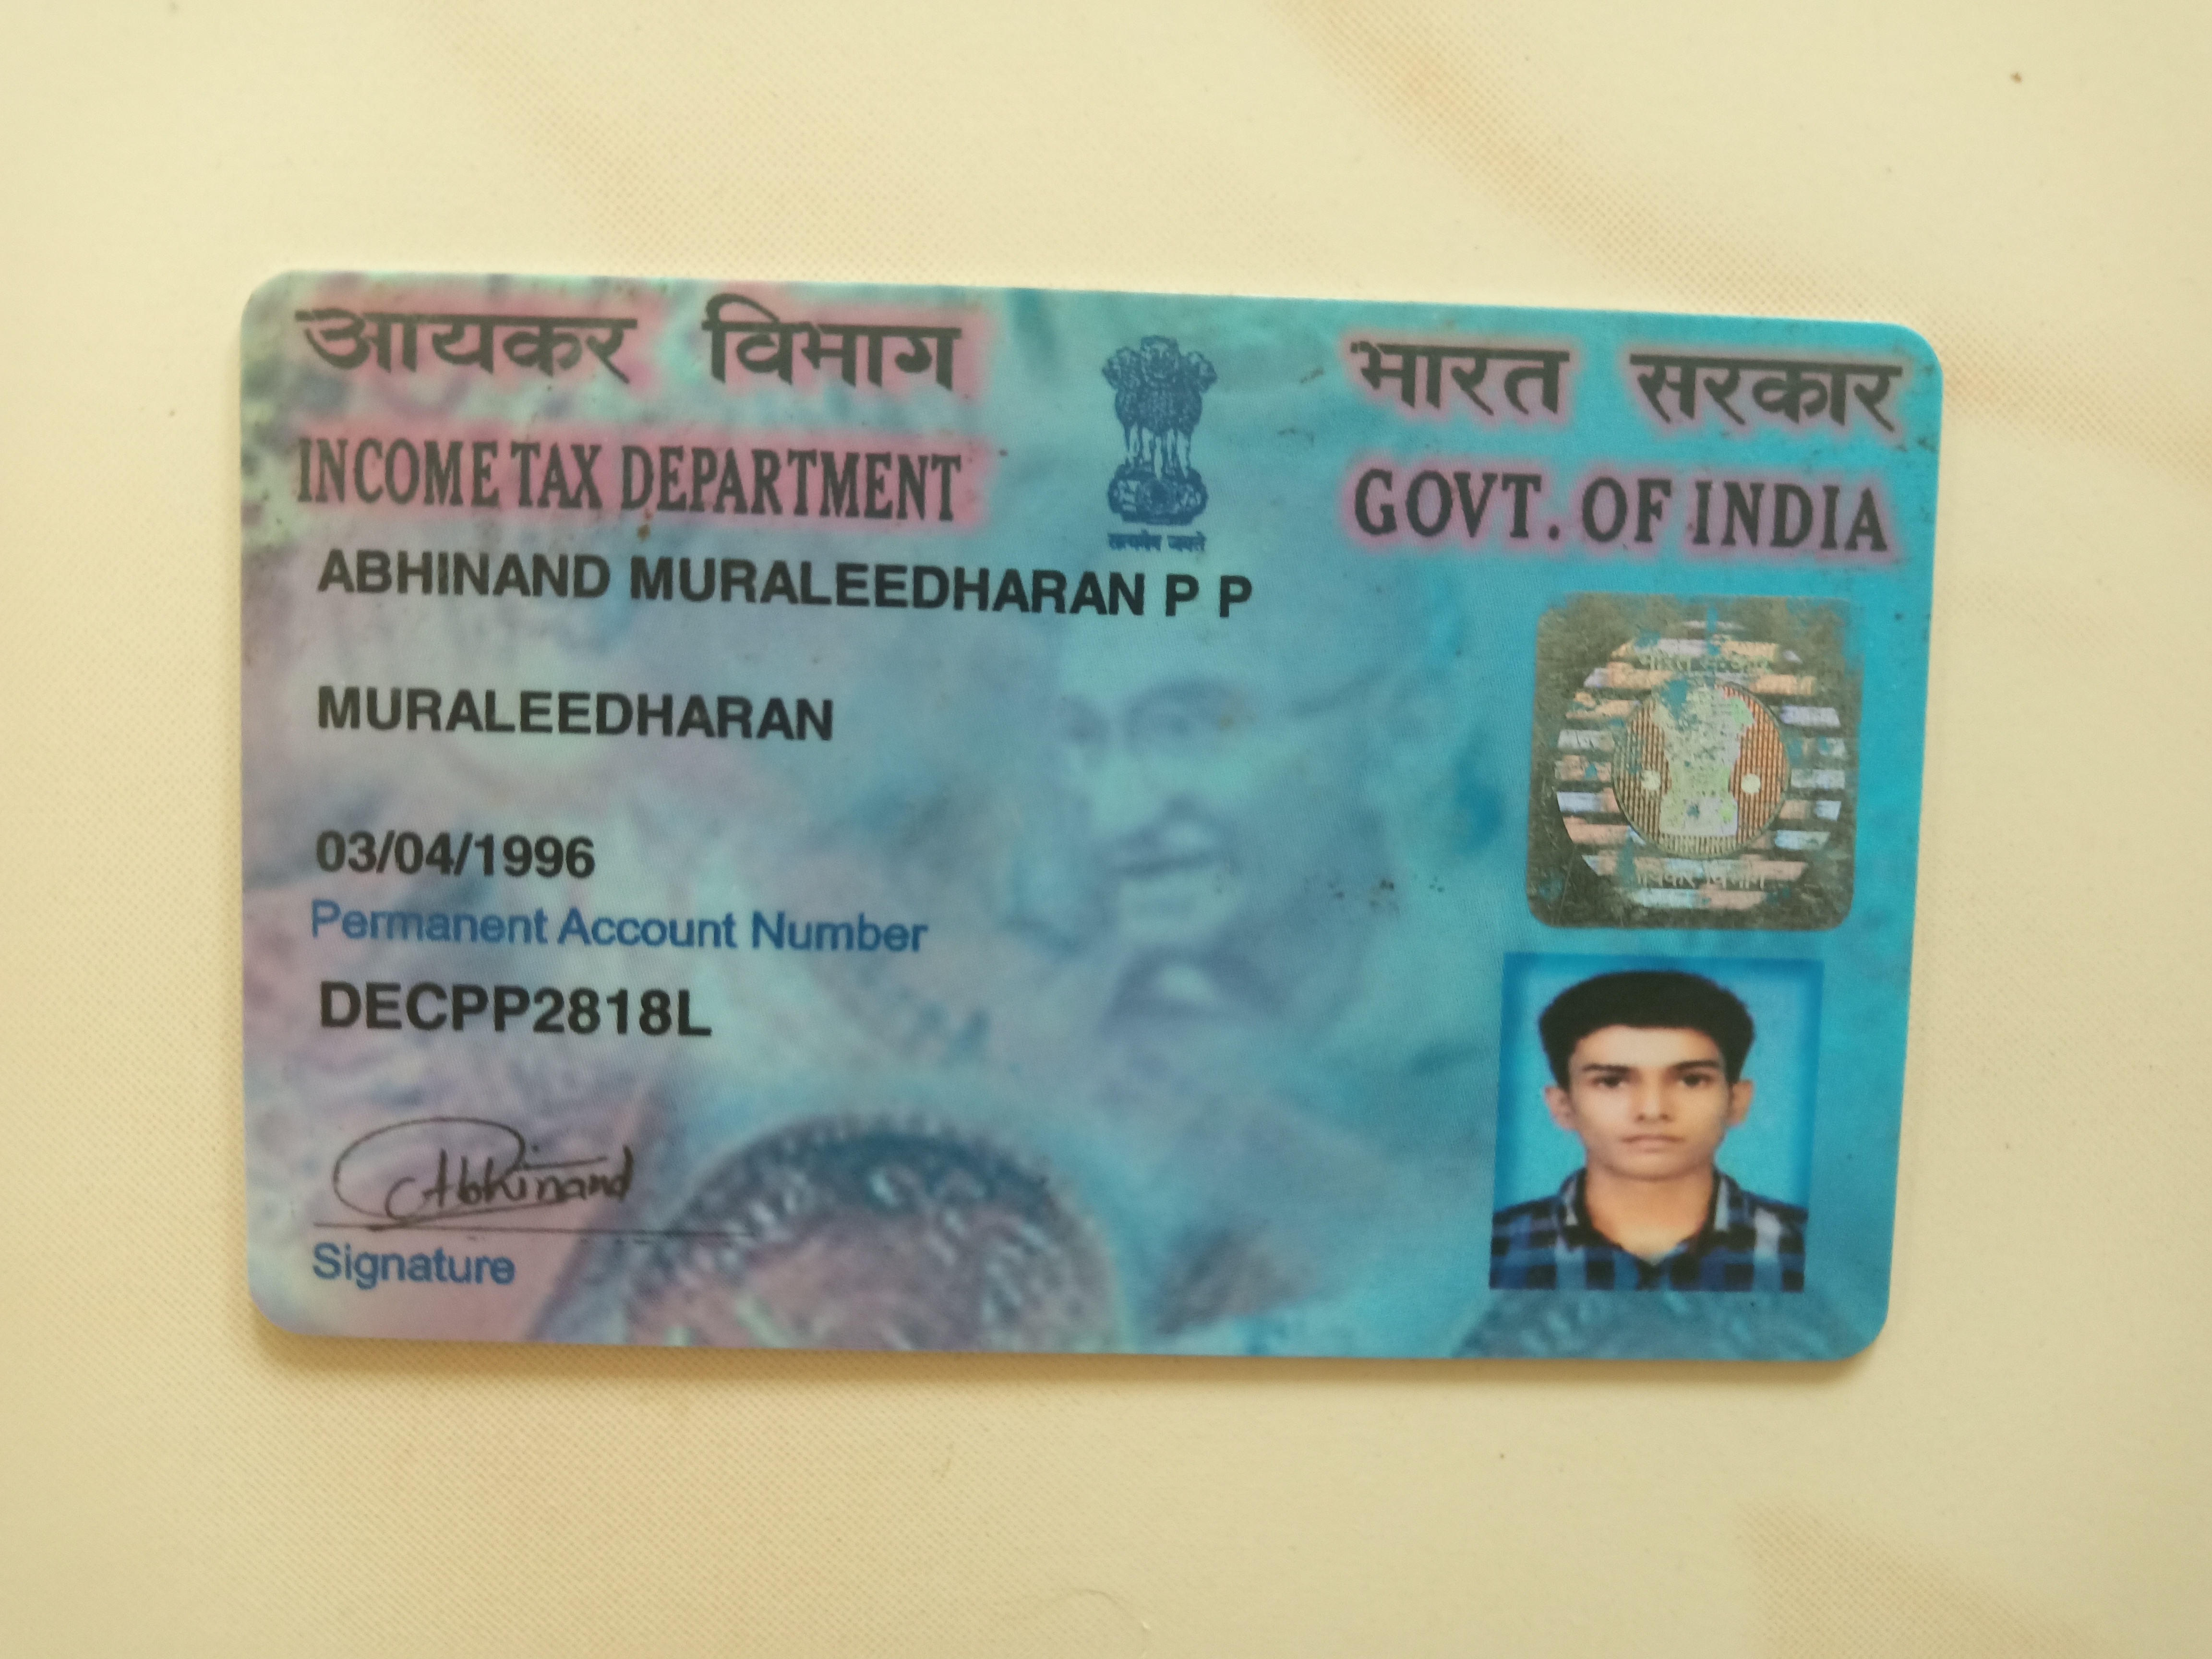 आयकर विभाग
INCOME TAX DEPARTMENT
सत्यमेव जयते
भारत सरकार
GOVT. OF INDIA
ABHINAND MURALEEDHARAN P P
MURALEEDHARAN
03/04/1996
Permanent Account Number
DECPP2818L
Abhinand
Signature
आयकर विभाग